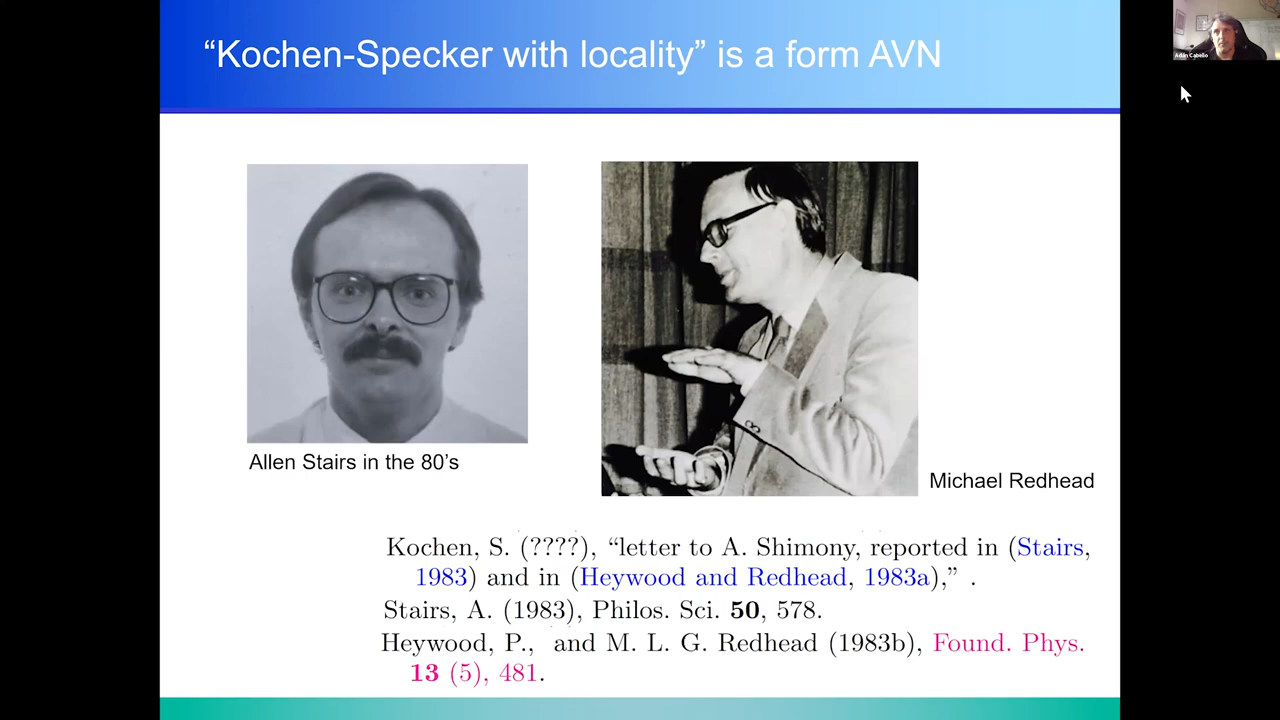 “Kochen-Specker with locality” is a form AVN
Adán Cabello
Allen Stairs in the 80’s
Michael Redhead
Kochen, S. (????), “letter to A. Shimony, reported in (Stairs,
1983) and in (Heywood and Redhead, 1983a),” .
Stairs, A. (1983), Philos. Sci. 50, 578.
Heywood, P., and M. L. G. Redhead (1983b), Found. Phys.
13 (5), 481.